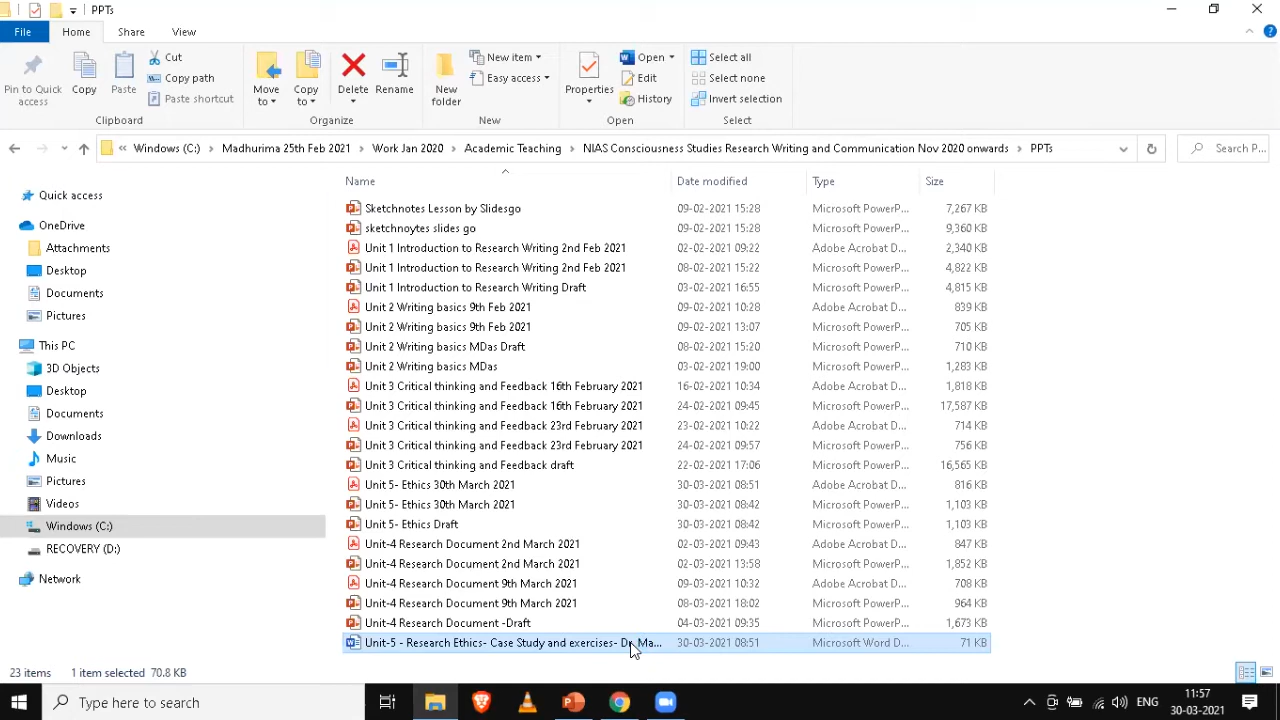 PPTs
File Home Share View
Pin to Quick access
Copy
Paste
Cut
Copy path
Paste shortcut
Clipboard
Move to
Copy to
Delete
Rename
Organize
New folder
New item
Easy access
New
Properties
Open
Edit
History
Open
Select all
Select none
Invert selection
Select
« Windows (C:) > Madhurima 25th Feb 2021 > Work Jan 2020 > Academic Teaching > NIAS Consciousness Studies Research Writing and Communication Nov 2020 onwards > PPTs
Search P...
Quick access
OneDrive
Attachments
Desktop
Documents
Pictures
This PC
3D Objects
Desktop
Documents
Downloads
Music
Pictures
Videos
Windows (C:)
RECOVERY (D:)
Network
Name Date modified Type Size
Sketchnotes Lesson by Slidesgo 09-02-2021 15:28 Microsoft PowerP... 7,267 KB
sketchnoytes slides go 09-02-2021 15:28 Microsoft PowerP... 9,360 KB
Unit 1 Introduction to Research Writing 2nd Feb 2021 02-02-2021 09:22 Adobe Acrobat D... 2,340 KB
Unit 1 Introduction to Research Writing 2nd Feb 2021 08-02-2021 15:22 Microsoft PowerP... 4,822 KB
Unit 1 Introduction to Research Writing Draft 03-02-2021 16:55 Microsoft PowerP... 4,815 KB
Unit 2 Writing basics 9th Feb 2021 09-02-2021 10:28 Adobe Acrobat D... 839 KB
Unit 2 Writing basics 9th Feb 2021 09-02-2021 13:07 Microsoft PowerP... 705 KB
Unit 2 Writing basics MDas Draft 08-02-2021 15:20 Microsoft PowerP... 710 KB
Unit 2 Writing basics MDas 03-02-2021 19:00 Microsoft PowerP... 1,283 KB
Unit 3 Critical thinking and Feedback 16th February 2021 16-02-2021 10:34 Adobe Acrobat D... 1,818 KB
Unit 3 Critical thinking and Feedback 16th February 2021 24-02-2021 09:45 Microsoft PowerP... 17,587 KB
Unit 3 Critical thinking and Feedback 23rd February 2021 23-02-2021 10:22 Adobe Acrobat D... 714 KB
Unit 3 Critical thinking and Feedback 23rd February 2021 24-02-2021 09:57 Microsoft PowerP... 756 KB
Unit 3 Critical thinking and Feedback draft 22-02-2021 17:06 Microsoft PowerP... 16,565 KB
Unit 5- Ethics 30th March 2021 30-03-2021 08:51 Adobe Acrobat D... 816 KB
Unit 5- Ethics 30th March 2021 30-03-2021 08:42 Microsoft PowerP... 1,103 KB
Unit 5- Ethics Draft 30-03-2021 08:42 Microsoft PowerP... 1,103 KB
Unit-4 Research Document 2nd March 2021 02-03-2021 09:43 Adobe Acrobat D... 847 KB
Unit-4 Research Document 2nd March 2021 02-03-2021 13:58 Microsoft PowerP... 1,852 KB
Unit-4 Research Document 9th March 2021 09-03-2021 10:32 Adobe Acrobat D... 708 KB
Unit-4 Research Document 9th March 2021 08-03-2021 18:02 Microsoft PowerP... 964 KB
Unit-4 Research Document -Draft 04-03-2021 09:35 Microsoft PowerP... 1,673 KB
Unit-5 - Research Ethics- Case Study and exercises- Dr Ma... 30-03-2021 08:51 Microsoft Word D... 71 KB
23 items 1 item selected 70.8 KB
Type here to search
ENG
11:57
30-03-2021